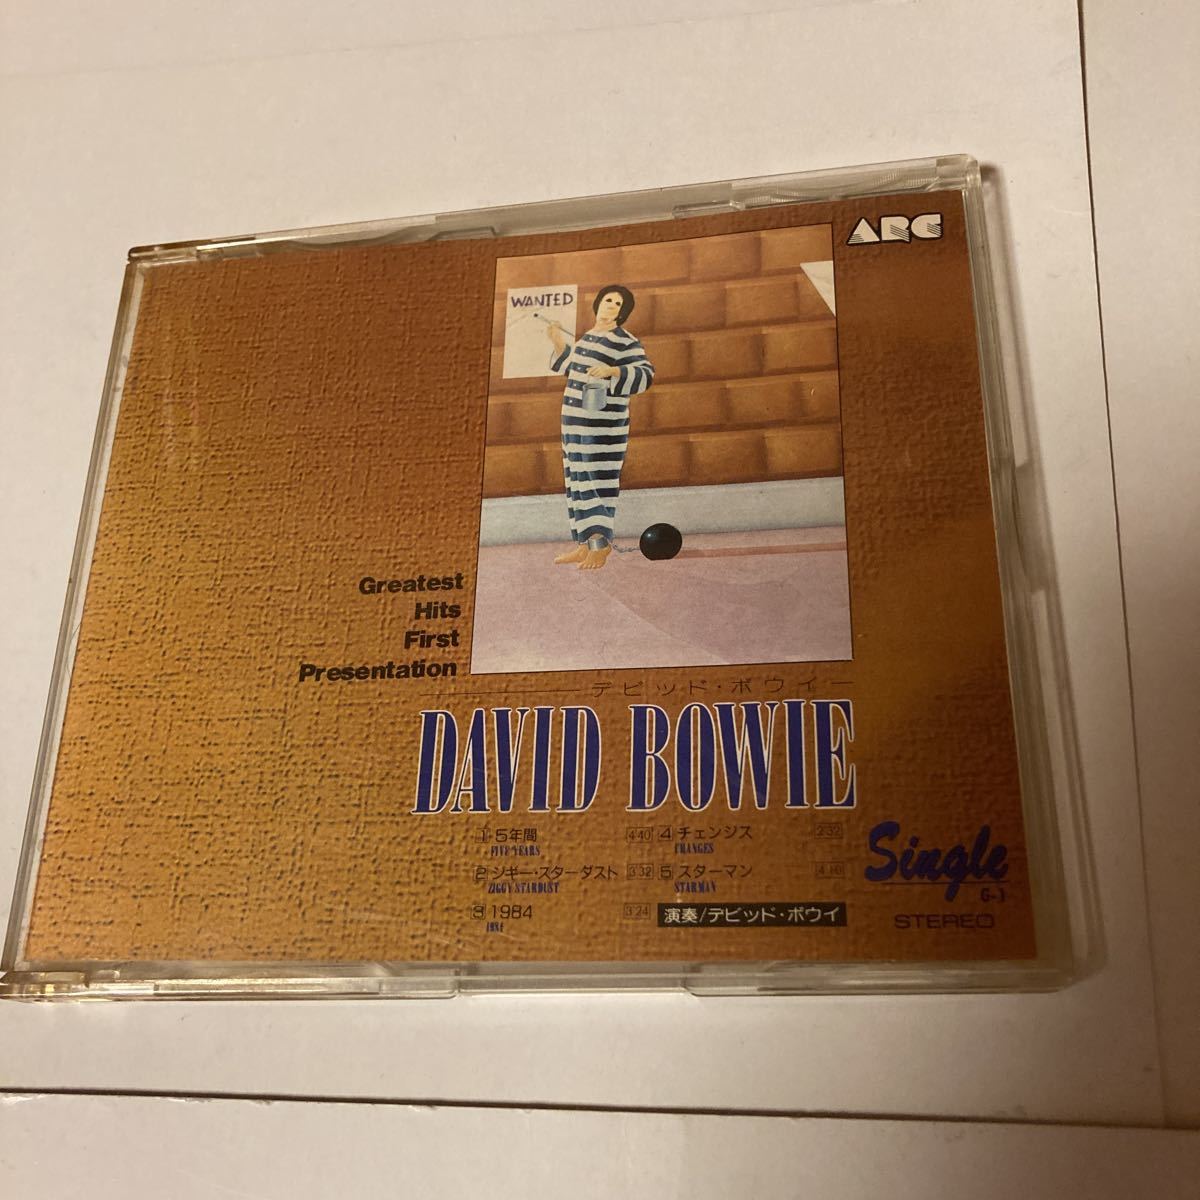 ARC
WANTED
Greatest
Hits
First
Presentation
デビッド・ボウイー
DAVID BOWIE
1 5年間 4:40
FIVE YEARS
2 ジギー・スターダスト 3:32
ZIGGY STARDUST
3 1984 3:24
1984
4 チェンジス 2:32
CHANGES
5 スターマン 4:10
STARMAN
演奏/デビッド・ボウイ
Single
G-1
STEREO